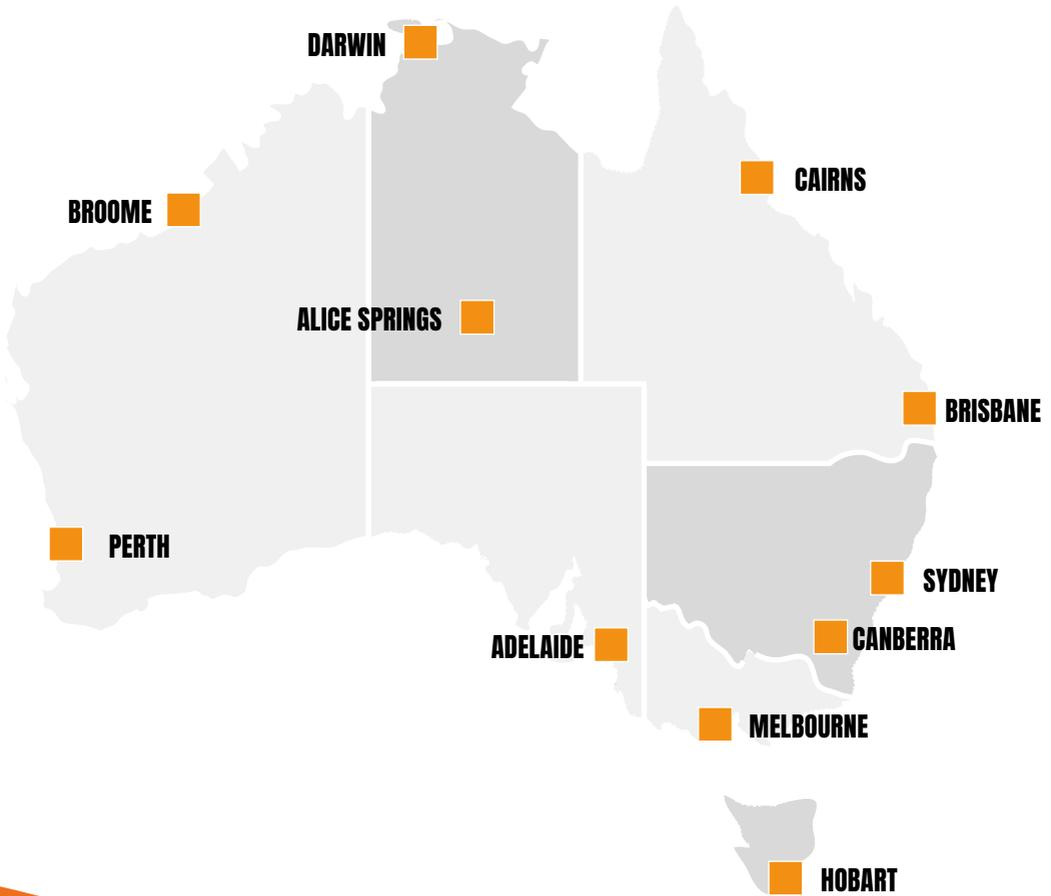 DARWIN
CAIRNS
BROOME
ALICE SPRINGS
BRISBANE
PERTH
SYDNEY
CANBERRA
ADELAIDE
MELBOURNE
HOBART